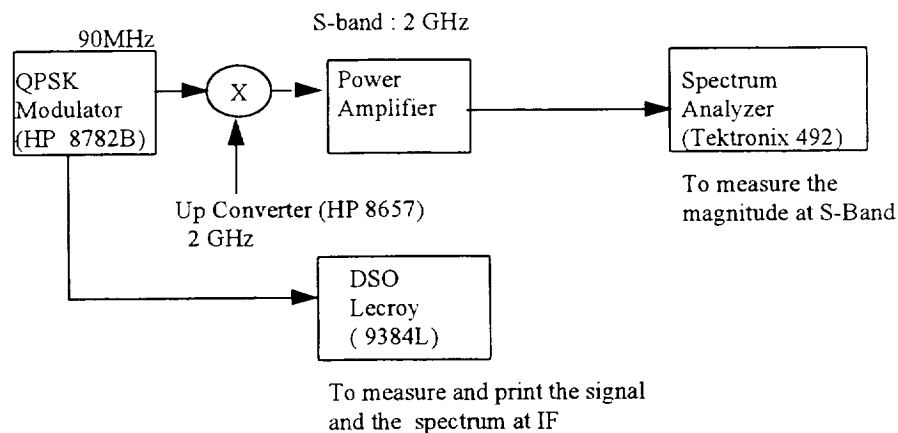 S-band : 2 GHz
90MHz
QPSK
Modulator
(HP 8782B)
X
Power
Amplifier
Spectrum
Analyzer
(Tektronix 492)
To measure the
magnitude at S-Band
Up Converter (HP 8657)
2 GHz
DSO
Lecroy
( 9384L)
To measure and print the signal
and the spectrum at IF